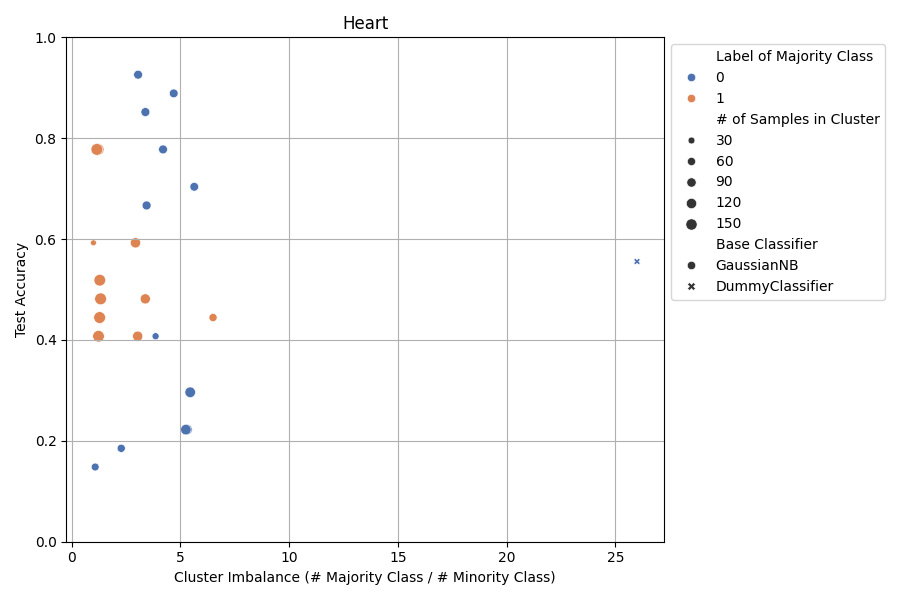 Heart
1.0
0.8
0.6
0.4
0.2
0.0
Test Accuracy
0 5 10 15 20 25
Cluster Imbalance (# Majority Class / # Minority Class)
Label of Majority Class
0
1
# of Samples in Cluster
30
60
90
120
150
Base Classifier
GaussianNB
DummyClassifier